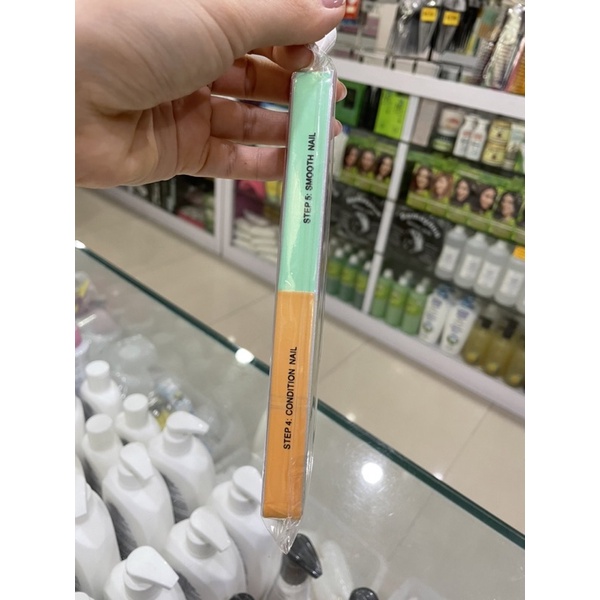 STEP 5: SMOOTH NAIL
STEP 4: CONDITION NAIL